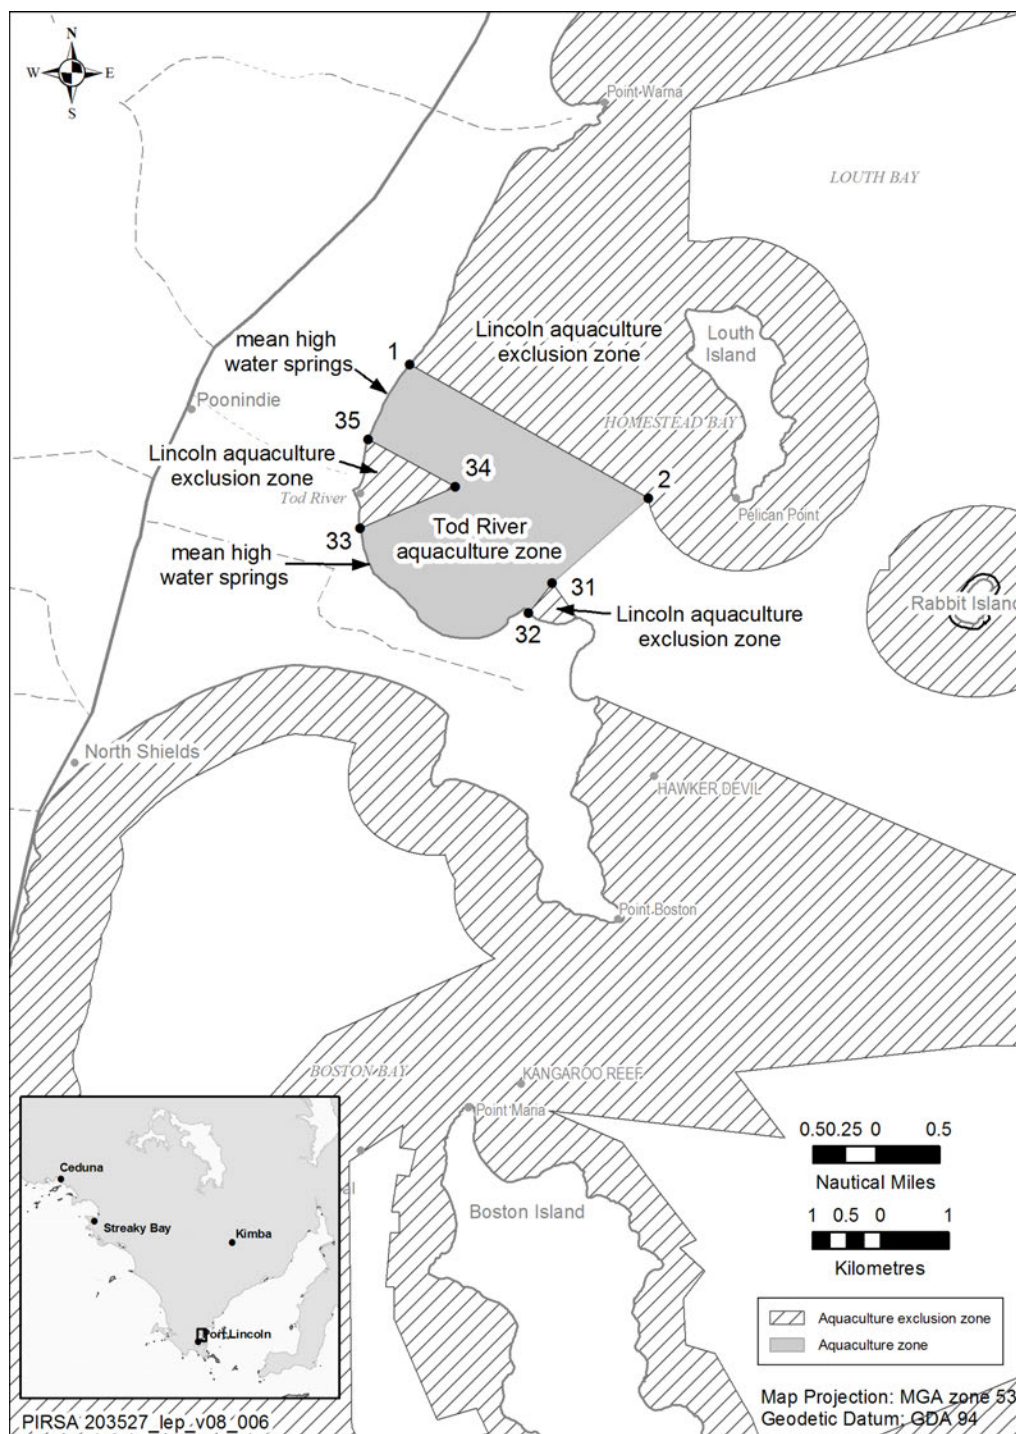 N
W
E
S
Point Warna
LOUTH BAY
Lincoln aquaculture
exclusion zone
Louth
Island
mean high
water springs
1
HOMESTEAD BAY
Poonindie
35
Lincoln aquaculture
exclusion zone
34
2
Tod River
Pelican Point
33
Tod River
aquaculture zone
mean high
water springs
31
Rabbit Island
32
Lincoln aquaculture
exclusion zone
North Shields
HAWKER DEVIL
Point Boston
BOSTON BAY
KANGAROO REEF
Point Maria
0.50.25 0 0.5
Nautical Miles
Boston Island
1 0.5 0 1
Kilometres
Ceduna
Streaky Bay
Kimba
Port Lincoln
el
Aquaculture exclusion zone
Aquaculture zone
Map Projection: MGA zone 53
Geodetic Datum: GDA 94
PIRSA 203527_lep_v08_006